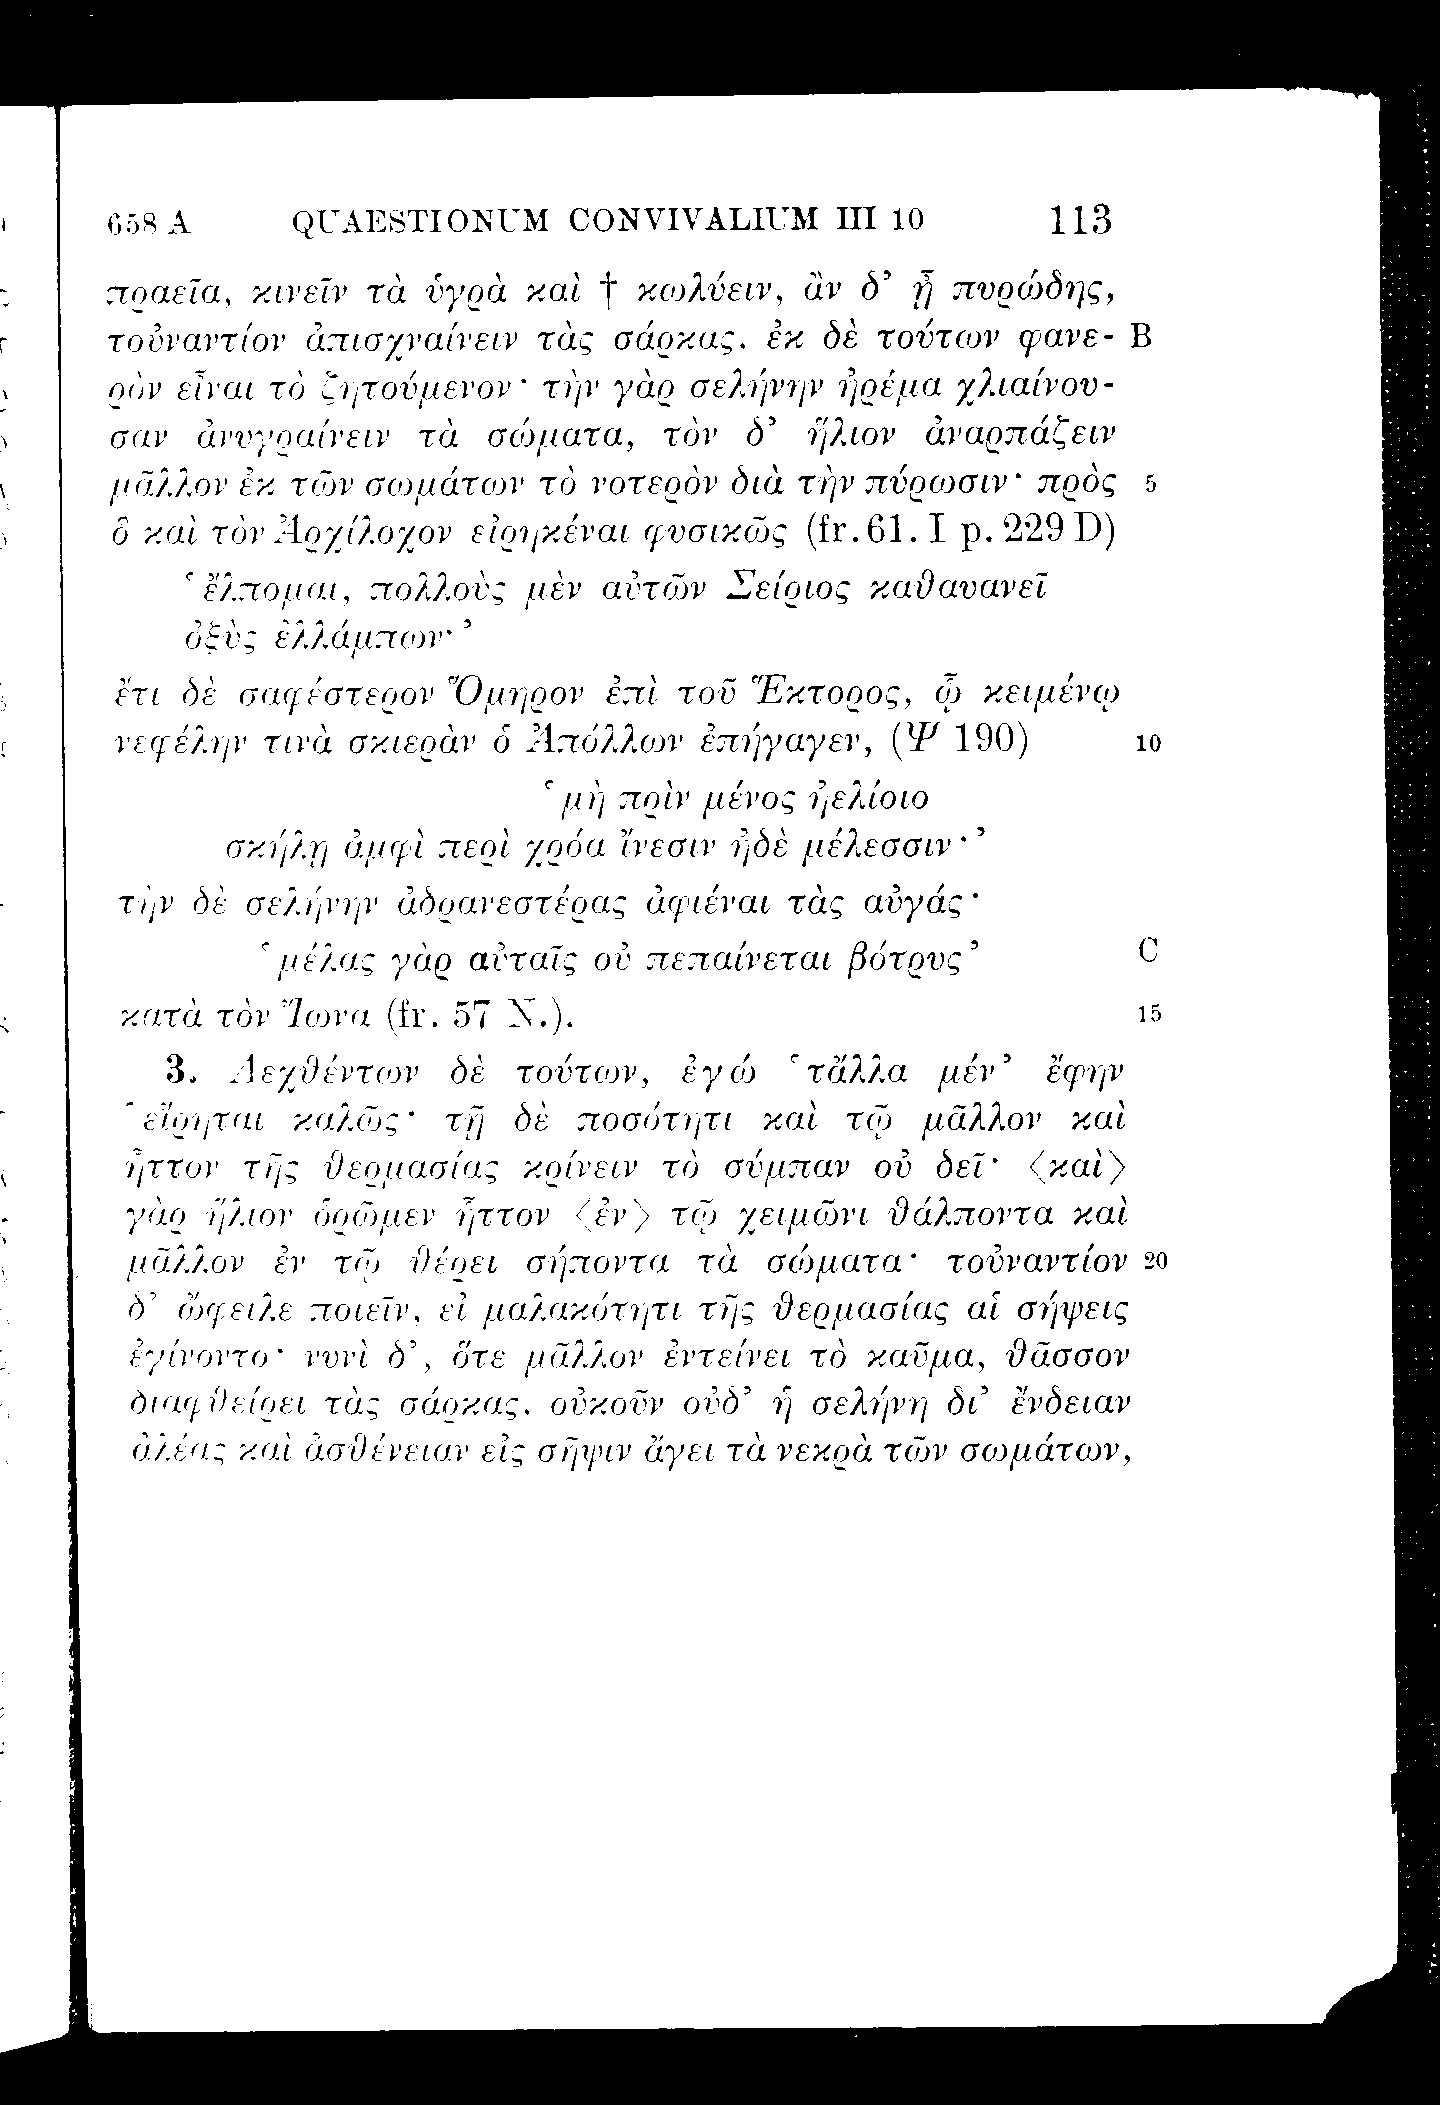 658 A QUAESTIONUM CONVIVALIUM III 10 113
πραεῖα, κινεῖν τὰ ὑγρὰ καὶ † κωλύειν, ἂν δ’ ᾖ πυρώδης,
τοὐναντίον ἀπισχναίνειν τὰς σάρκας. ἐκ δὲ τούτων φανε- B
ρὸν εἶναι τὸ ζητούμενον· τὴν γὰρ σελήνην ἠρέμα χλιαίνου-
σαν ἀνυγραίνειν τὰ σώματα, τὸν δ’ ἥλιον ἀναρπάζειν
μᾶλλον ἐκ τῶν σωμάτων τὸ νοτερὸν διὰ τὴν πύρωσιν· πρὸς 5
ὃ καὶ τὸν Ἀρχίλοχον εἰρηκέναι φυσικῶς (fr. 61. I p. 229 D)
‘ἔλπομαι, πολλοὺς μὲν αὐτῶν Σείριος καθαυανεῖ
ὀξὺς ἐλλάμπων·’
ἔτι δὲ σαφέστερον Ὅμηρον ἐπὶ τοῦ Ἕκτορος, ᾧ κειμένῳ
νεφέλην τινὰ σκιερὰν ὁ Ἀπόλλων ἐπήγαγεν, (Ψ 190) 10
‘μὴ πρὶν μένος ἠελίοιο
σκήλῃ ἀμφὶ περὶ χρόα ἴνεσιν ἠδὲ μέλεσσιν·’
τὴν δὲ σελήνην ἀδρανεστέρας ἀφιέναι τὰς αὐγάς·
‘μέλας γὰρ αὐταῖς οὐ πεπαίνεται βότρυς’ C
κατὰ τὸν Ἴωνα (fr. 57 N.). 15
3. Λεχθέντων δὲ τούτων, ἐγώ ‘τἄλλα μέν’ ἔφην
‘εἴρηται καλῶς· τῇ δὲ ποσότητι καὶ τῷ μᾶλλον καὶ
ἧττον τῆς θερμασίας κρίνειν τὸ σύμπαν οὐ δεῖ· ⟨καὶ⟩
γὰρ ἥλιον ὁρῶμεν ἧττον ⟨ἐν⟩ τῷ χειμῶνι θάλποντα καὶ
μᾶλλον ἐν τῷ θέρει σήποντα τὰ σώματα· τοὐναντίον 20
δ’ ὤφειλε ποιεῖν, εἰ μαλακότητι τῆς θερμασίας αἱ σήψεις
ἐγίνοντο· νυνὶ δ’, ὅτε μᾶλλον ἐντείνει τὸ καῦμα, θᾶσσον
διαφθείρει τὰς σάρκας. οὐκοῦν οὐδ’ ἡ σελήνη δι’ ἔνδειαν
ἀλέας καὶ ἀσθένειαν εἰς σῆψιν ἄγει τὰ νεκρὰ τῶν σωμάτων,